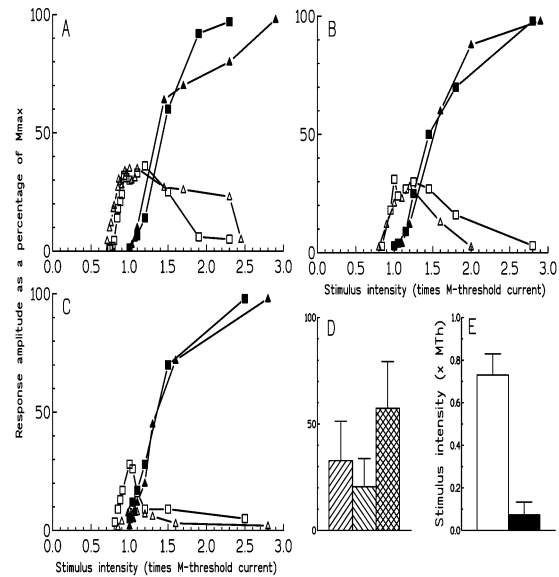 A
B
100
50
0
0.0 0.5 1.0 1.5 2.0 2.5 3.0
100
50
0
0.0 0.5 1.0 1.5 2.0 2.5 3.0
Stimulus intensity (times M-threshold current)
Response amplitude as a percentage of Mmax
C
100
50
0
0.0 0.5 1.0 1.5 2.0 2.5 3.0
Stimulus intensity (times M-threshold current)
D
100
50
0
E
Stimulus intensity (x MTh)
1.0
0.8
0.6
0.4
0.2
0.0